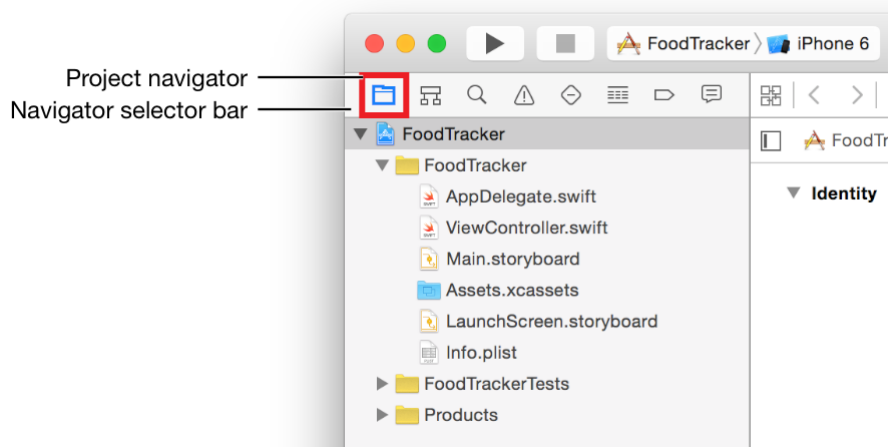 FoodTracker iPhone 6
Project navigator
Navigator selector bar
FoodTracker
FoodTr
FoodTracker
Identity
AppDelegate.swift
ViewController.swift
Main.storyboard
Assets.xcassets
LaunchScreen.storyboard
Info.plist
FoodTrackerTests
Products